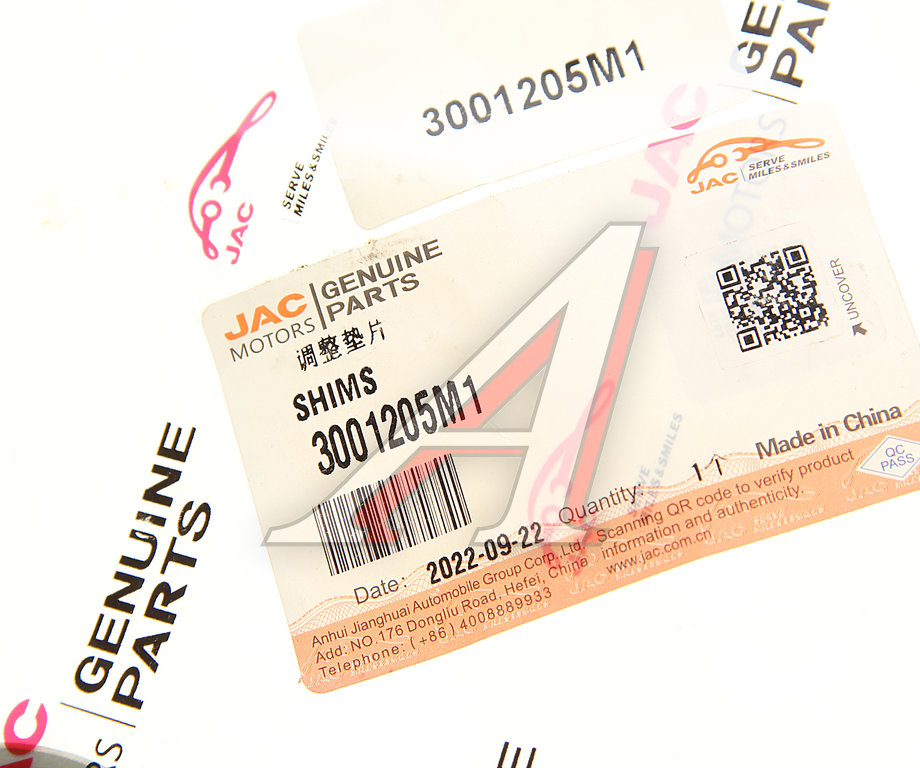 3001205M1
GENUINE
PARTS
JAC
MOTORS
JAC
SERVE
MILES&SMILES
JAC
SERVE
MILES&SMILES
JAC
MOTORS
GENUINE
PARTS
调整垫片
SHIMS
3001205M1
UNCOVER
Made in China
QC
PASS
Quantity: 1个
Date: 2022-09-22
Anhui Jianghuai Automobile Group Corp., Ltd.
Add: NO.176 Dongliu Road, Hefei, China
Telephone: (+86) 4008889933
Scanning QR code to verify product
information and authenticity.
www.jac.com.cn
GENUINE
PARTS